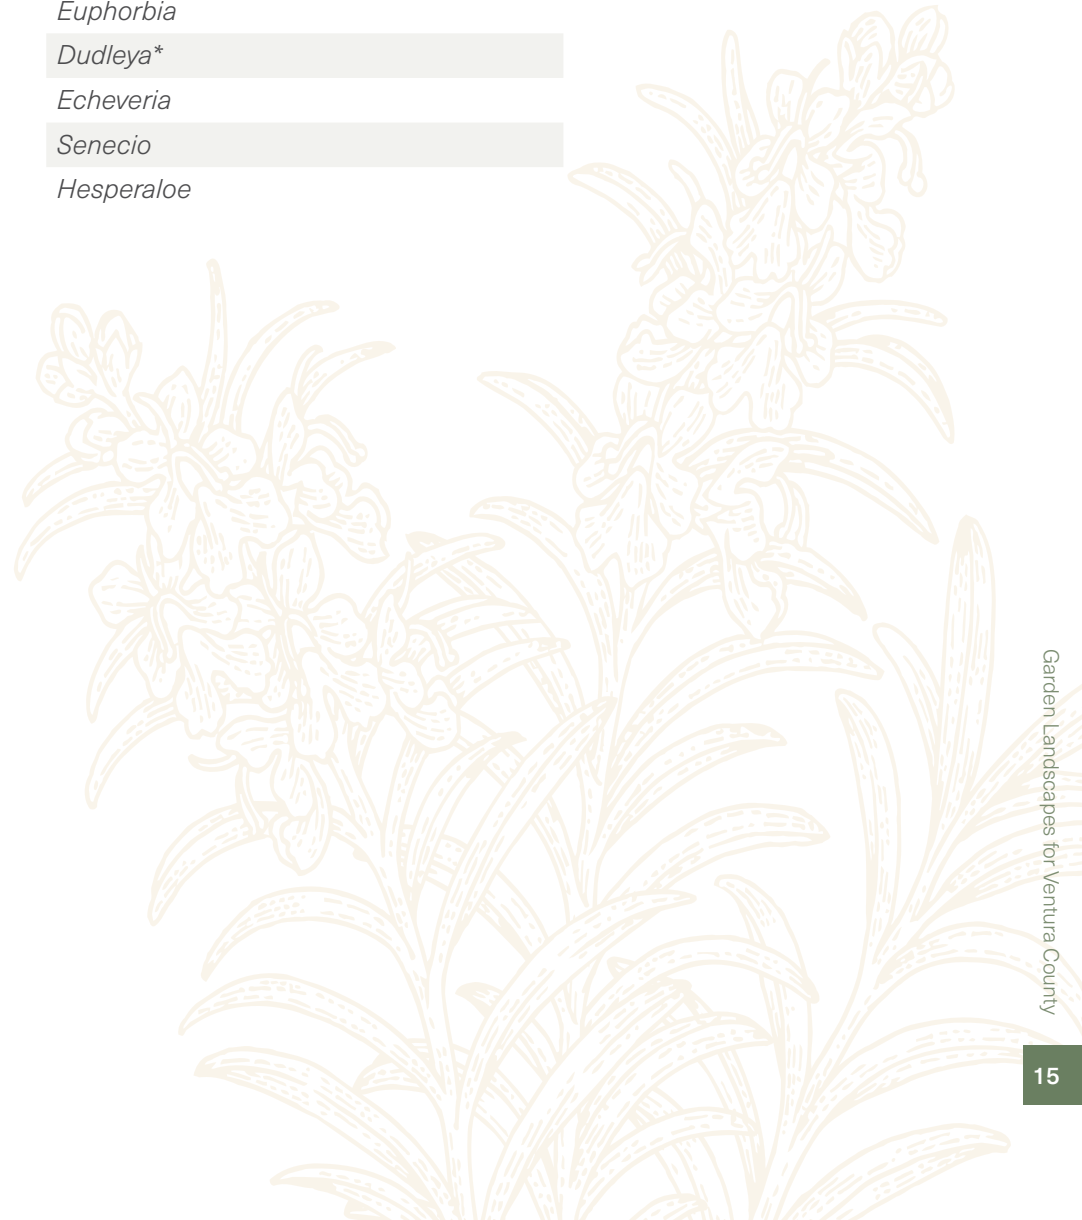 Euphorbia
Dudleya*
Echeveria
Senecio
Hesperaloe
Garden Landscapes for Ventura County
15